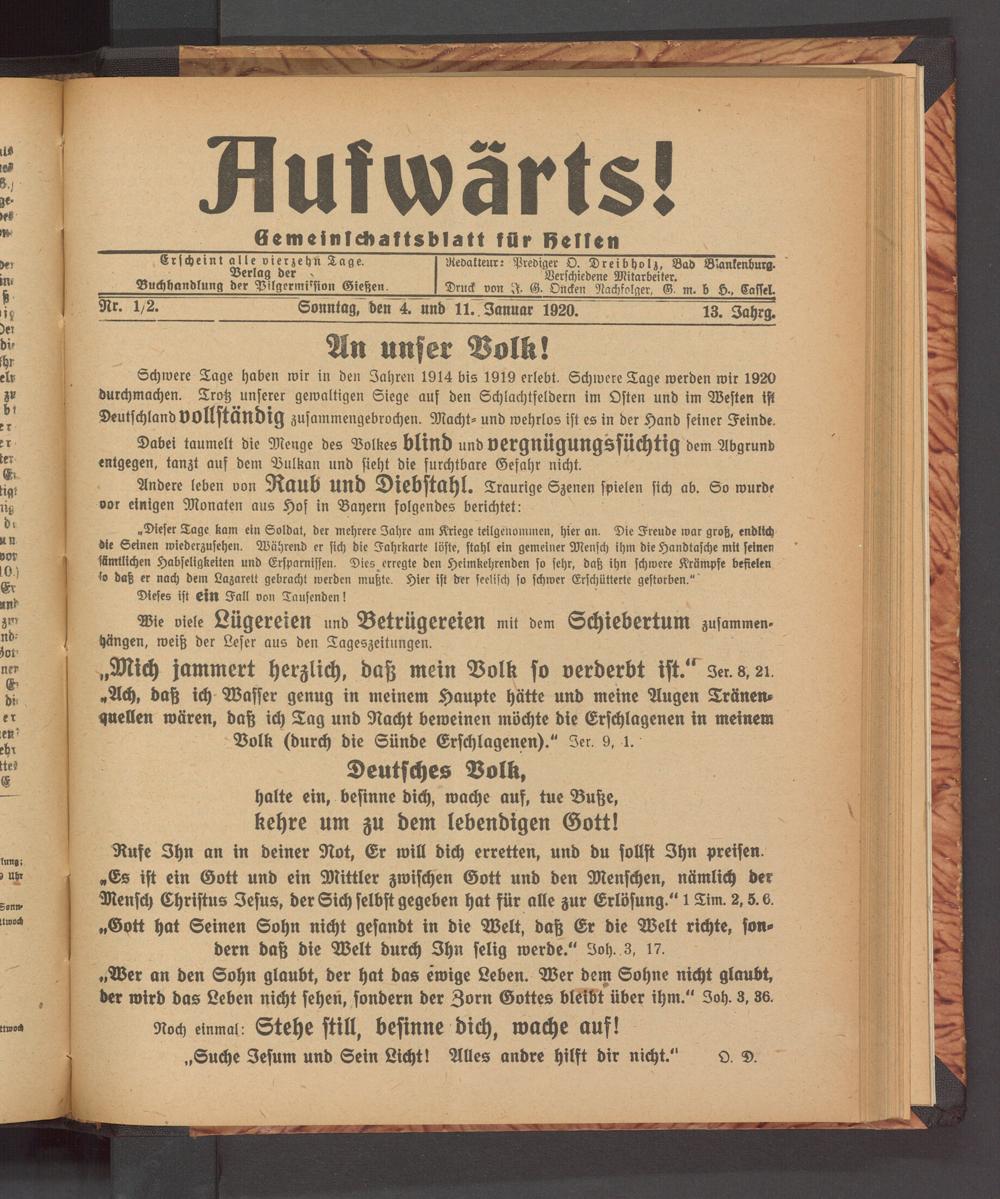 Aufwärts!
Gemeinschaftsblatt für Hessen
Erscheint alle vierzehn Tage.
Verlag der
Buchhandlung der Pilgermission Gießen.
Redakteur: Prediger O. Dreibholz, Bad Blankenburg.
Verschiedene Mitarbeiter.
Druck von J. G. Oncken Nachfolger, G. m. b H., Cassel.
Nr. 1/2. Sonntag, den 4. und 11. Januar 1920. 13. Jahrg.
An unser Volk!
Schwere Tage haben wir in den Jahren 1914 bis 1919 erlebt. Schwere Tage werden wir 1920
durchmachen. Trotz unserer gewaltigen Siege auf den Schlachtfeldern im Osten und im Westen ist
Deutschland vollständig zusammengebrochen. Macht- und wehrlos ist es in der Hand seiner Feinde.
Dabei taumelt die Menge des Volkes blind und vergnügungssüchtig dem Abgrund
entgegen, tanzt auf dem Vulkan und sieht die furchtbare Gefahr nicht.
Andere leben von Raub und Diebstahl. Traurige Szenen spielen sich ab. So wurde
vor einigen Monaten aus Hof in Bayern folgendes berichtet:
„Dieser Tage kam ein Soldat, der mehrere Jahre am Kriege teilgenommen, hier an. Die Freude war groß, endlich
die Seinen wiederzusehen. Während er sich die Fahrkarte löste, stahl ein gemeiner Mensch ihm die Handtasche mit seinen
sämtlichen Habseligkeiten und Ersparnissen. Dies erregte den Heimkehrenden so sehr, daß ihn schwere Krämpfe befielen
so daß er nach dem Lazarett gebracht werden mußte. Hier ist der seelisch so schwer Erschütterte gestorben.“
Dieses ist ein Fall von Tausenden!
Wie viele Lügereien und Betrügereien mit dem Schiebertum zusammen-
hängen, weiß der Leser aus den Tageszeitungen.
„Mich jammert herzlich, daß mein Volk so verderbt ist.“ Jer. 8, 21.
„Ach, daß ich Wasser genug in meinem Haupte hätte und meine Augen Tränen-
quellen wären, daß ich Tag und Nacht beweinen möchte die Erschlagenen in meinem
Volk (durch die Sünde Erschlagenen).“ Jer. 9, 1.
Deutsches Volk,
halte ein, besinne dich, wache auf, tue Buße,
kehre um zu dem lebendigen Gott!
Rufe Ihn an in deiner Not, Er will dich erretten, und du sollst Ihn preisen.
„Es ist ein Gott und ein Mittler zwischen Gott und den Menschen, nämlich der
Mensch Christus Jesus, der Sich selbst gegeben hat für alle zur Erlösung.“ 1 Tim. 2, 5. 6.
„Gott hat Seinen Sohn nicht gesandt in die Welt, daß Er die Welt richte, son-
dern daß die Welt durch Ihn selig werde.“ Joh. 3, 17.
„Wer an den Sohn glaubt, der hat das ewige Leben. Wer dem Sohne nicht glaubt,
der wird das Leben nicht sehen, sondern der Zorn Gottes bleibt über ihm.“ Joh. 3, 36.
Noch einmal: Stehe still, besinne dich, wache auf!
„Suche Jesum und Sein Licht! Alles andre hilft dir nicht.“ O. D.